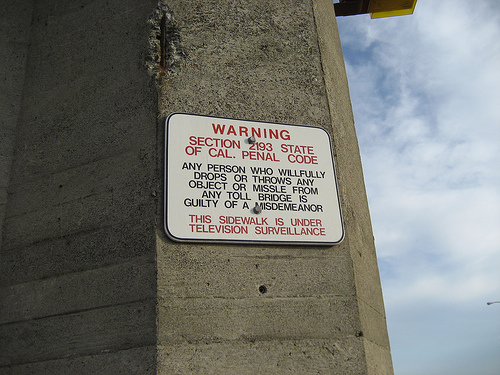 WARNING
SECTION 2193 STATE
OF CAL. PENAL CODE
ANY PERSON WHO WILLFULLY
DROPS OR THROWS ANY
OBJECT OR MISSLE FROM
ANY TOLL BRIDGE IS
GUILTY OF A MISDEMEANOR
THIS SIDEWALK IS UNDER
TELEVISION SURVEILLANCE